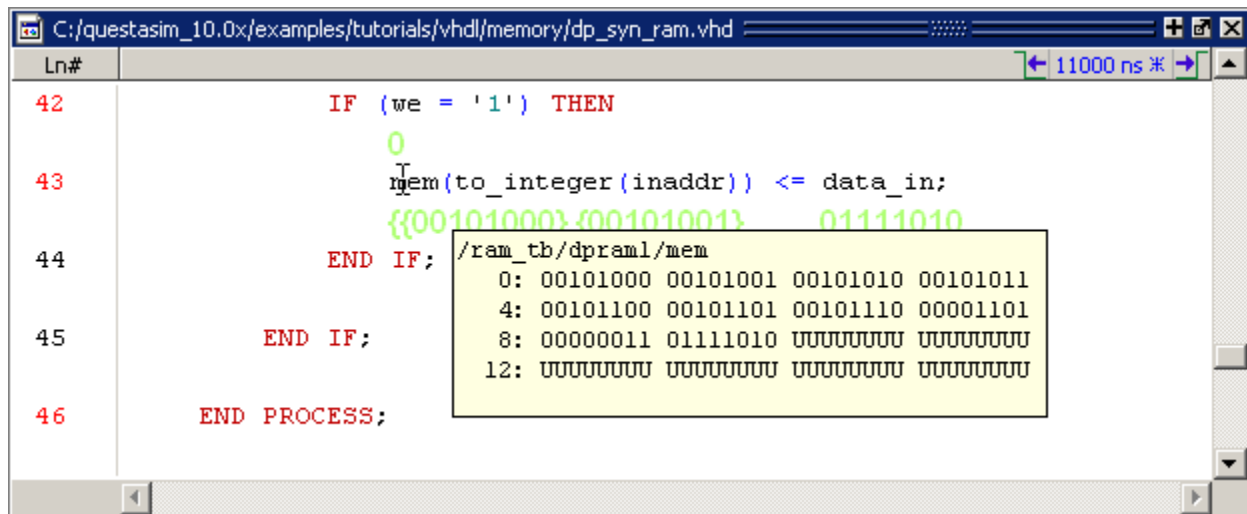 C:/questasim_10.0x/examples/tutorials/vhdl/memory/dp_syn_ram.vhd
Ln# 11000 ns
42 IF (we = '1') THEN
0
43 mem(to_integer(inaddr)) <= data_in;
{{00101000} {00101001} 01111010
44 END IF;
/ram_tb/dpram1/mem
0: 00101000 00101001 00101010 00101011
4: 00101100 00101101 00101110 00001101
8: 00000011 01111010 UUUUUUUU UUUUUUUU
12: UUUUUUUU UUUUUUUU UUUUUUUU UUUUUUUU
45 END IF;
46 END PROCESS;